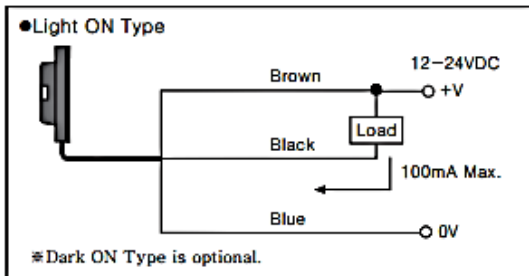 ●Light ON Type
12-24VDC
Brown
+V
Load
Black
100mA Max.
Blue
0V
※Dark ON Type is optional.